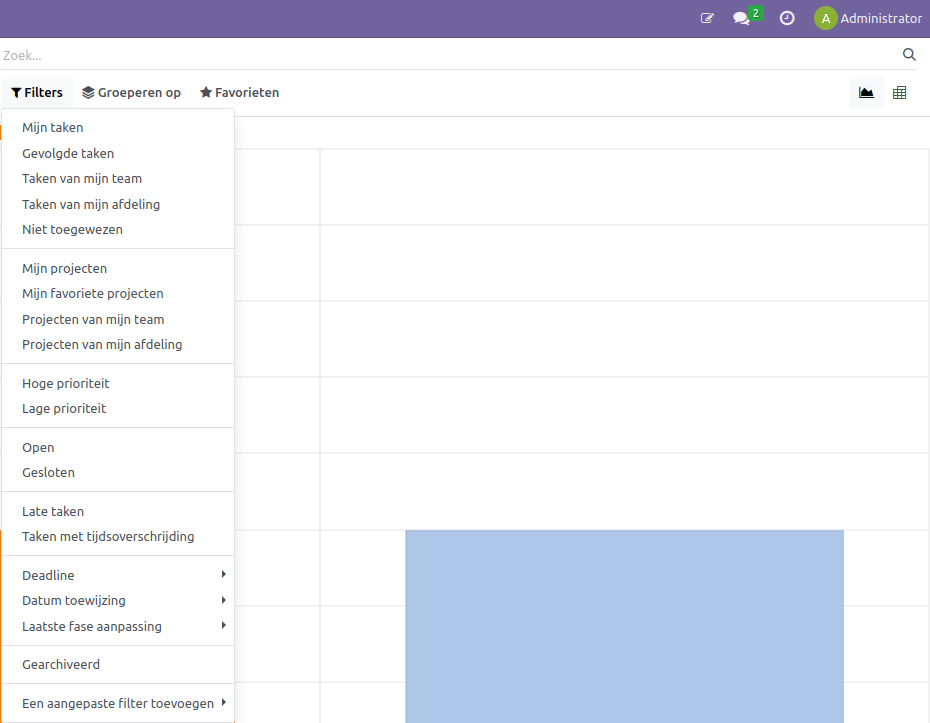 2
A Administrator
Zoek...
Filters Groeperen op Favorieten
Mijn taken
Gevolgde taken
Taken van mijn team
Taken van mijn afdeling
Niet toegewezen
Mijn projecten
Mijn favoriete projecten
Projecten van mijn team
Projecten van mijn afdeling
Hoge prioriteit
Lage prioriteit
Open
Gesloten
Late taken
Taken met tijdsoverschrijding
Deadline
Datum toewijzing
Laatste fase aanpassing
Gearchiveerd
Een aangepaste filter toevoegen